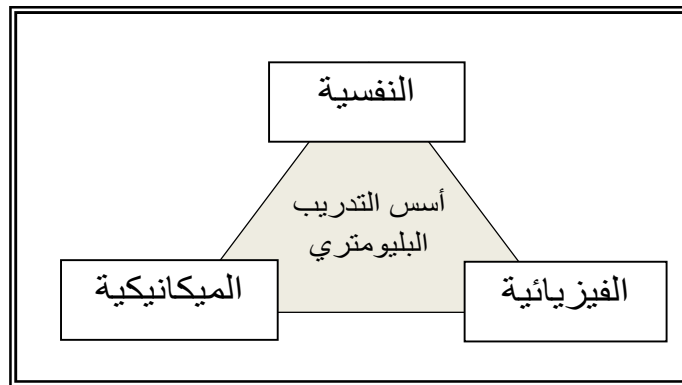 النفسية
أسس التدريب
البليومتري
الفيزيائية
الميكانيكية